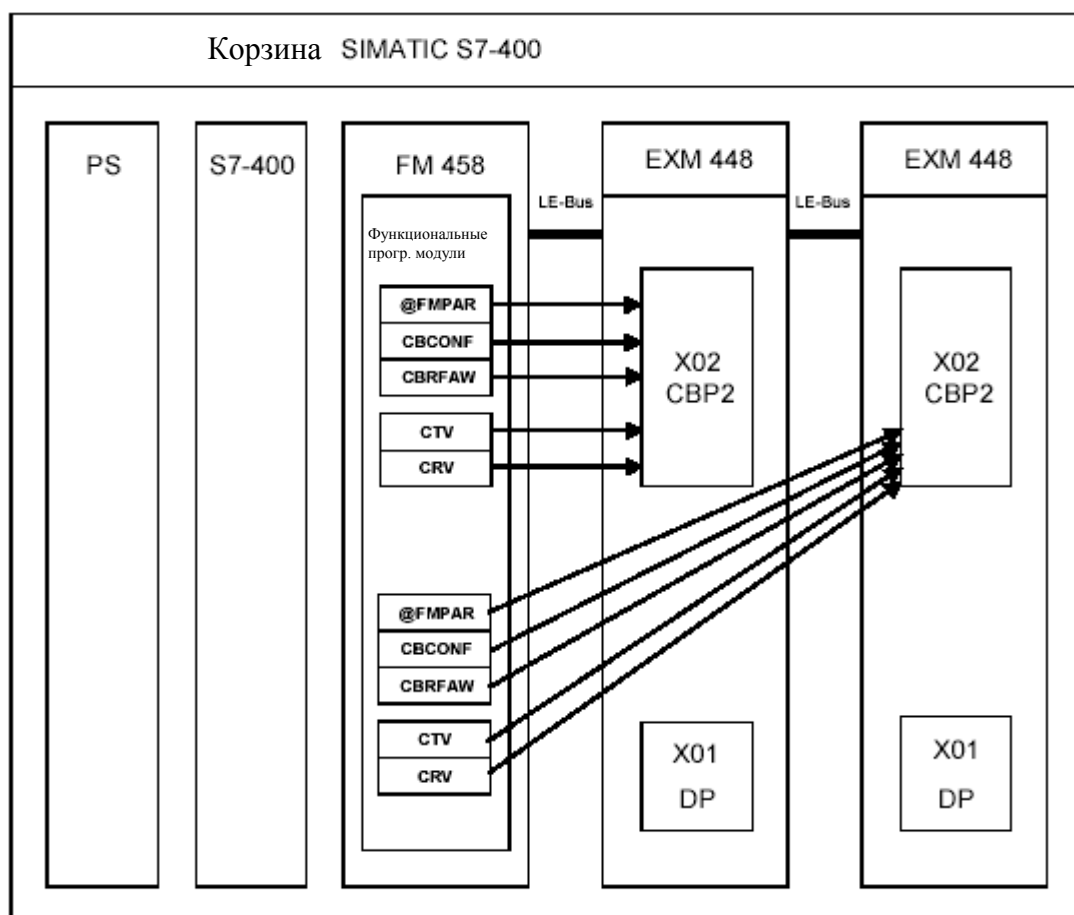 Корзина SIMATIC S7-400
PS
S7-400
FM 458
Функциональные
прогр. модули
@FMPAR
CBCONF
CBRFAW
CTV
CRV
@FMPAR
CBCONF
CBRFAW
CTV
CRV
LE-Bus
EXM 448
X02
CBP2
X01
DP
LE-Bus
EXM 448
X02
CBP2
X01
DP